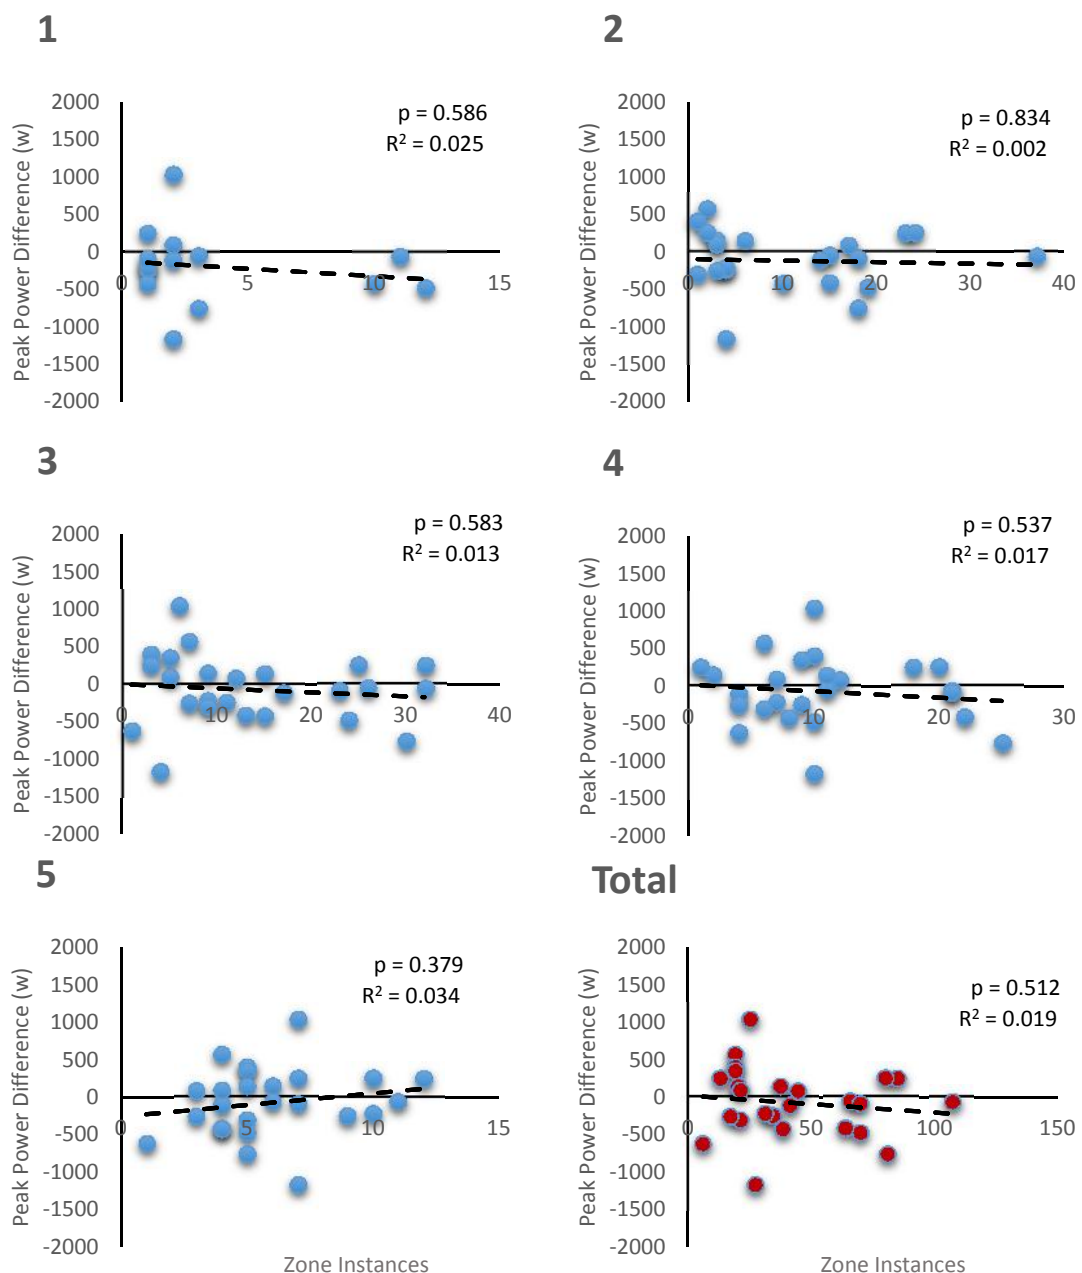 1
p = 0.586
R² = 0.025
Peak Power Difference (w)
2000
1500
1000
500
0
-500
-1000
-1500
-2000
0 5 10 15
2
p = 0.834
R² = 0.002
Peak Power Difference (w)
2000
1500
1000
500
0
-500
-1000
-1500
-2000
0 10 20 30 40
3
p = 0.583
R² = 0.013
Peak Power Difference (w)
2000
1500
1000
500
0
-500
-1000
-1500
-2000
0 10 20 30 40
4
p = 0.537
R² = 0.017
Peak Power Difference (w)
2000
1500
1000
500
0
-500
-1000
-1500
-2000
0 10 20 30
5
p = 0.379
R² = 0.034
Peak Power Difference (w)
2000
1500
1000
500
0
-500
-1000
-1500
-2000
0 5 10 15
Zone Instances
Total
p = 0.512
R² = 0.019
Peak Power Difference (w)
2000
1500
1000
500
0
-500
-1000
-1500
-2000
0 50 100 150
Zone Instances